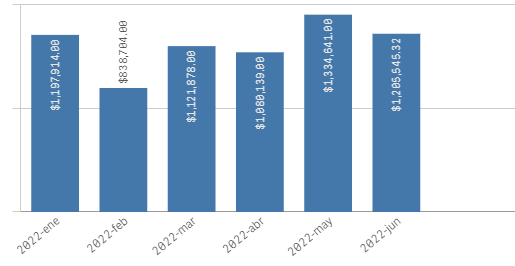 $1,197,914.00
$838,704.00
$1,121,878.00
$1,080,139.00
$1,334,641.00
$1,205,545.32
2022-ene
2022-feb
2022-mar
2022-abr
2022-may
2022-jun